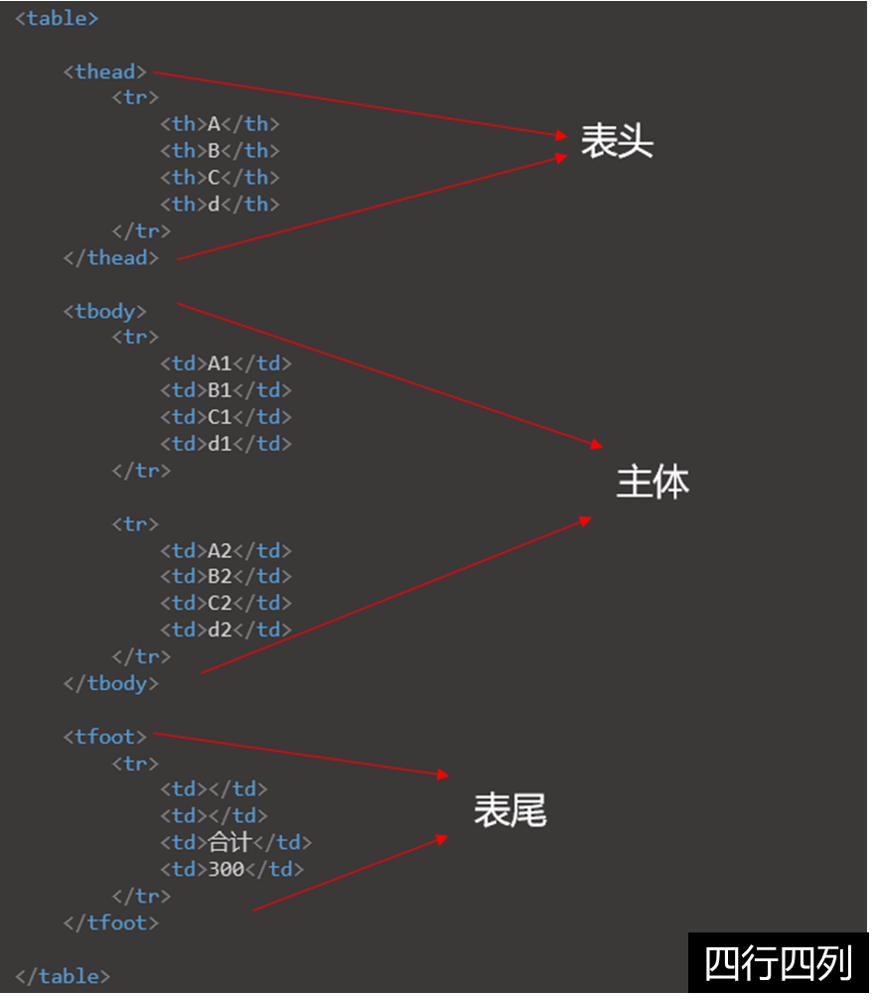 <table>
<thead>
<tr>
<th>A</th>
<th>B</th>
<th>C</th>
<th>d</th>
</tr>
</thead>
表头
<tbody>
<tr>
<td>A1</td>
<td>B1</td>
<td>C1</td>
<td>d1</td>
</tr>
<tr>
<td>A2</td>
<td>B2</td>
<td>C2</td>
<td>d2</td>
</tr>
</tbody>
主体
<tfoot>
<tr>
<td></td>
<td></td>
<td>合计</td>
<td>300</td>
</tr>
</tfoot>
表尾
</table>
四行四列